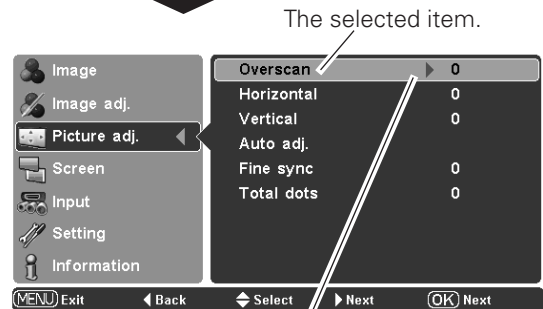 The selected item.
Image
Image adj.
Picture adj.
Screen
Input
Setting
Information
Overscan 0
Horizontal 0
Vertical 0
Auto adj.
Fine sync 0
Total dots 0
MENU Exit Back Select Next OK Next